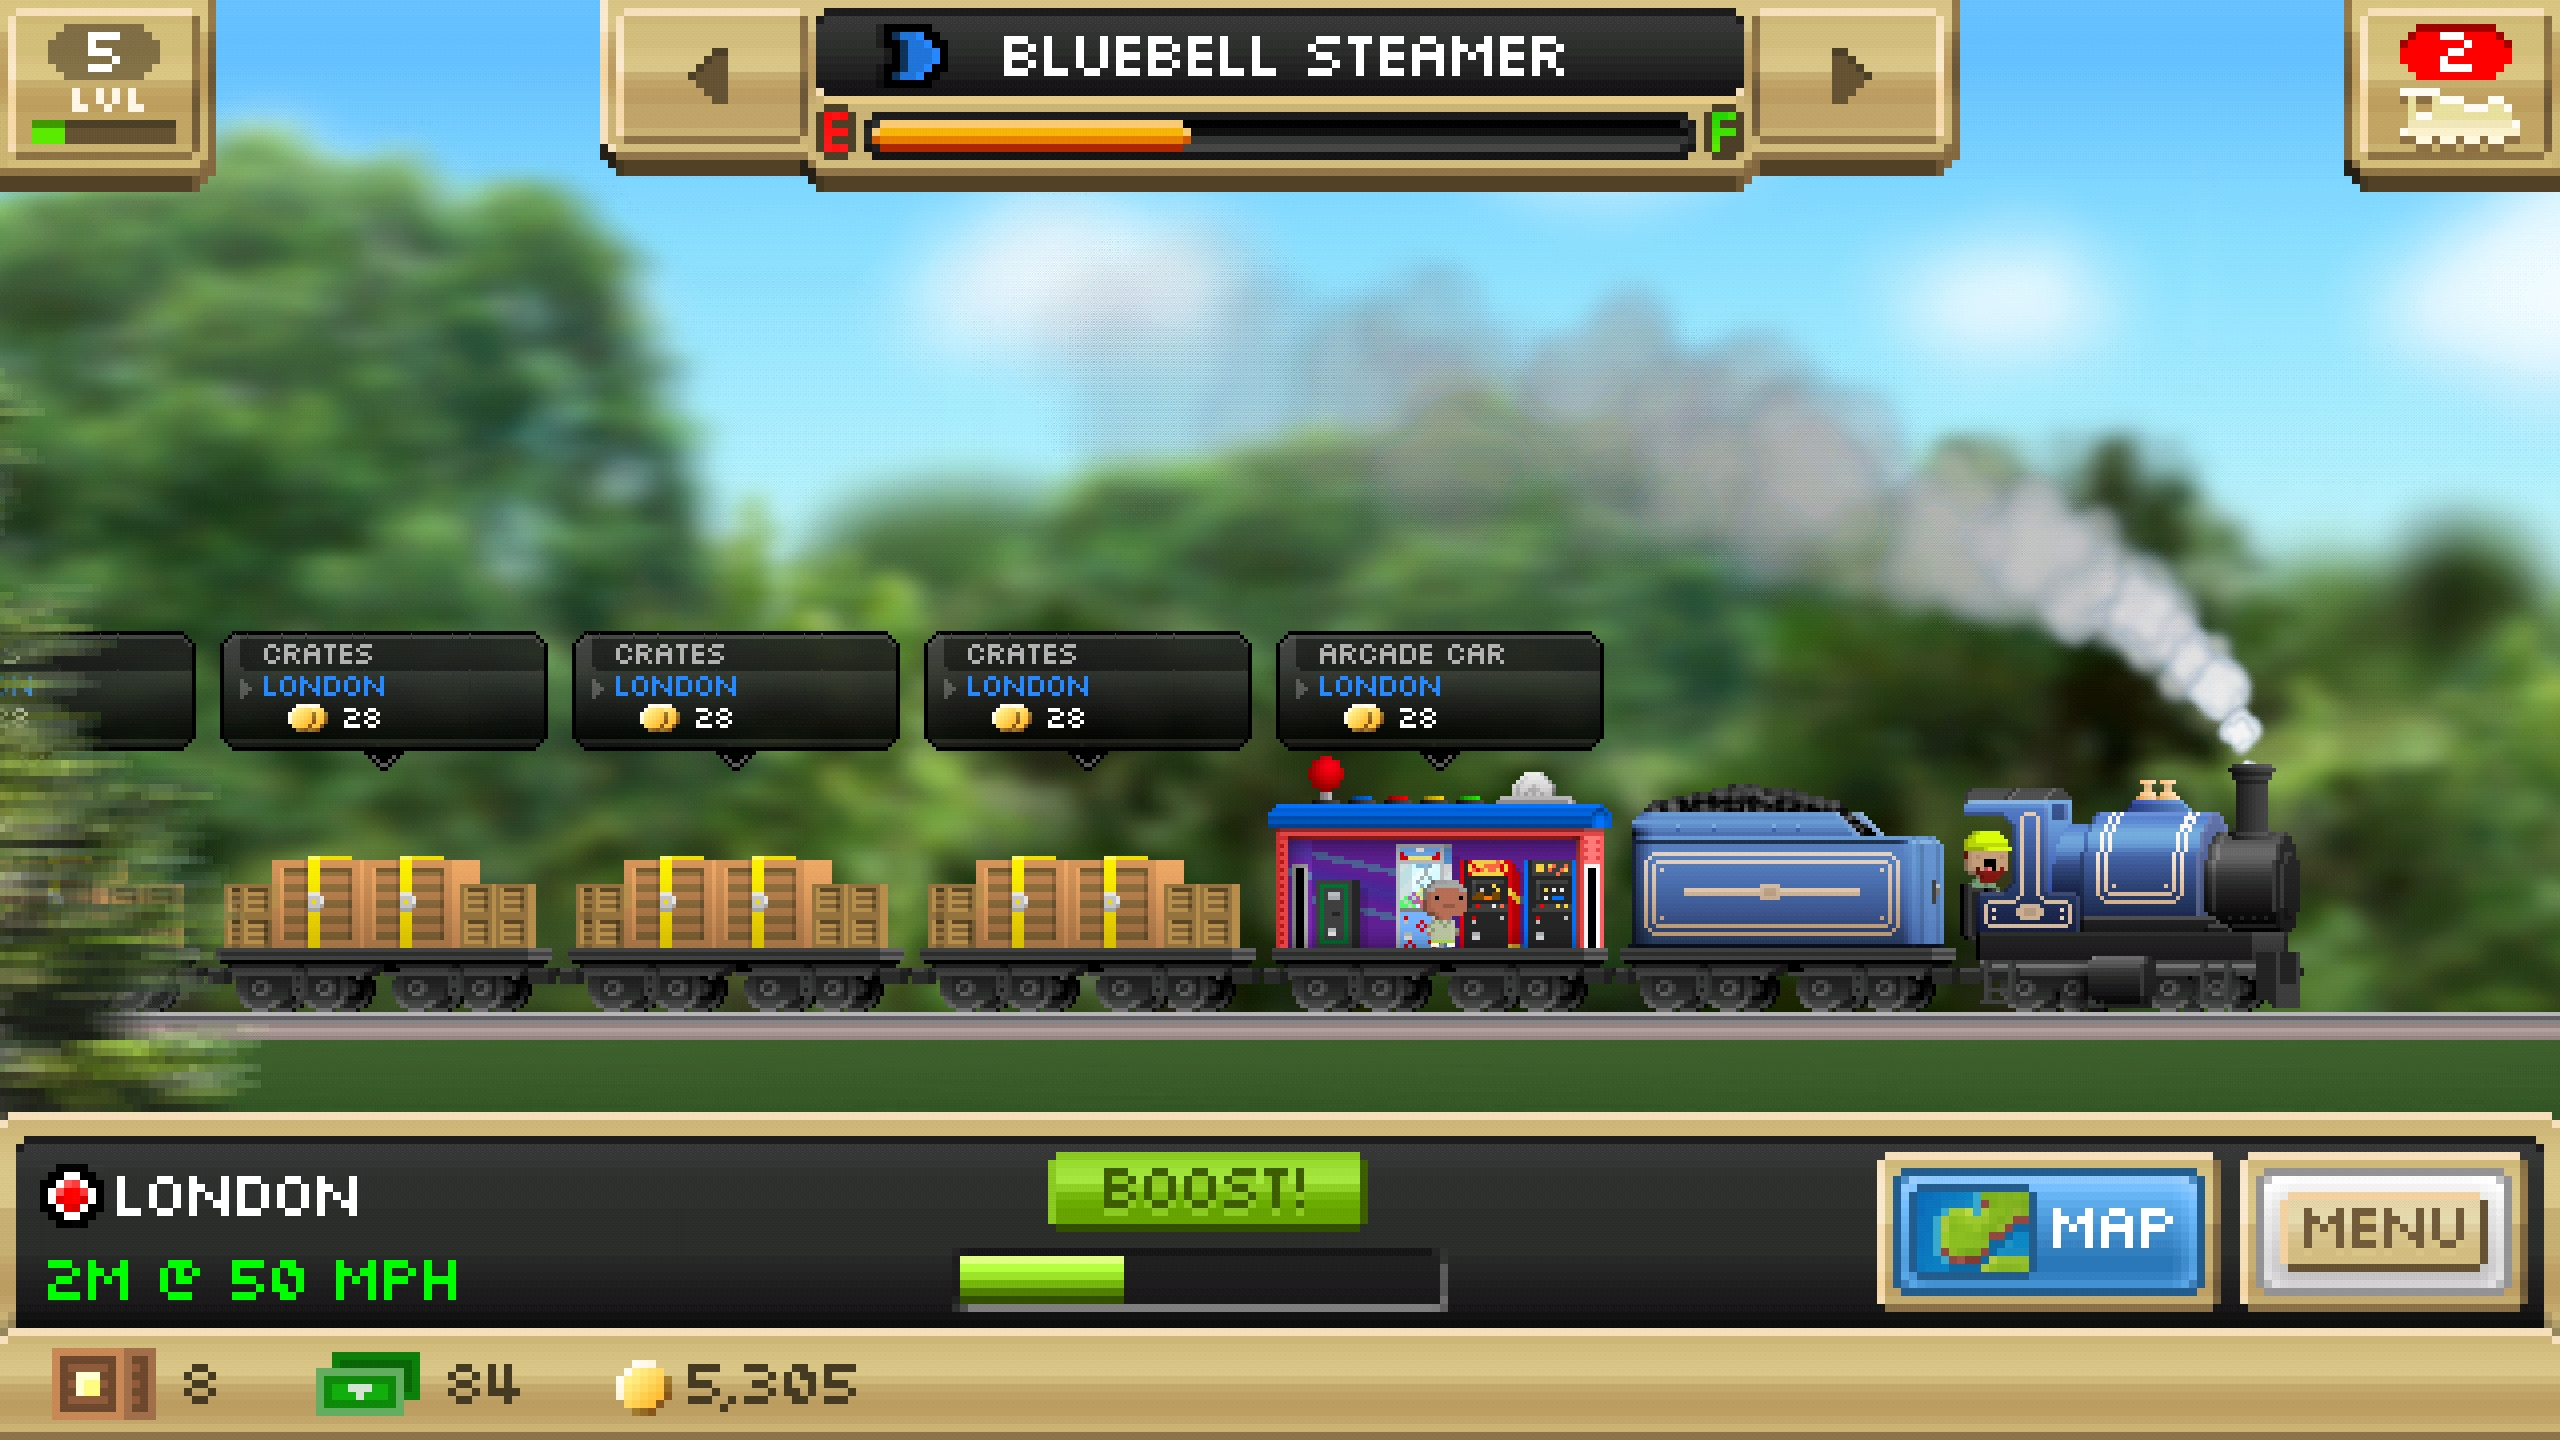 5
LVL
BLUEBELL STEAMER
E F
2
CRATES
LONDON
28
CRATES
LONDON
28
CRATES
LONDON
28
ARCADE CAR
LONDON
28
LONDON
2M @ 50 MPH
BOOST!
MAP
MENU
8
84
5,305